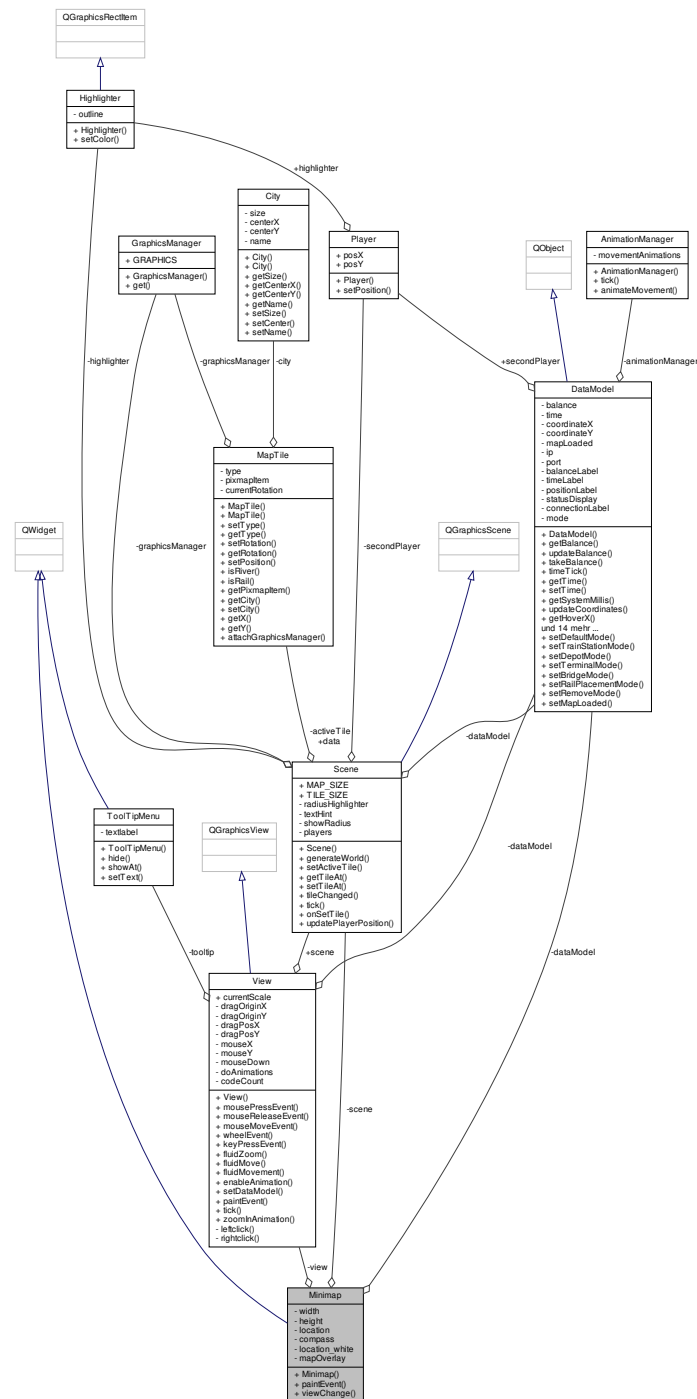 QGraphicsRectItem
Highlighter
- outline
+ Highlighter()
+ setColor()
+highlighter
City
- size
- centerX
- centerY
- name
+ City()
+ City()
+ getSize()
+ getCenterX()
+ getCenterY()
+ getName()
+ setSize()
+ setCenter()
+ setName()
GraphicsManager
+ GRAPHICS
+ GraphicsManager()
+ get()
Player
+ posX
+ posY
+ Player()
+ setPosition()
QObject
AnimationManager
- movementAnimations
+ AnimationManager()
+ tick()
+ animateMovement()
-highlighter
-graphicsManager
-city
+secondPlayer
-animationManager
DataModel
- balance
- time
- coordinateX
- coordinateY
- mapLoaded
- ip
- port
- balanceLabel
- timeLabel
- positionLabel
- statusDisplay
- connectionLabel
- mode
+ DataModel()
+ getBalance()
+ updateBalance()
+ takeBalance()
+ timeTick()
+ getTime()
+ setTime()
+ getSystemMillis()
+ updateCoordinates()
+ getHoverX()
und 14 mehr ...
+ setDefaultMode()
+ setTrainStationMode()
+ setDepotMode()
+ setTerminalMode()
+ setBridgeMode()
+ setRailPlacementMode()
+ setRemoveMode()
+ setMapLoaded()
MapTile
- type
- pixmapItem
- currentRotation
+ MapTile()
+ MapTile()
+ setType()
+ getType()
+ setRotation()
+ getRotation()
+ setPosition()
+ isRiver()
+ isRail()
+ getPixmapItem()
+ getCity()
+ setCity()
+ getX()
+ getY()
+ attachGraphicsManager()
QWidget
-graphicsManager
-secondPlayer
QGraphicsScene
-activeTile
+data
-dataModel
Scene
+ MAP_SIZE
+ TILE_SIZE
- radiusHighlighter
- textHint
- showRadius
- players
+ Scene()
+ generateWorld()
+ setActiveTile()
+ getTileAt()
+ setTileAt()
+ tileChanged()
+ tick()
+ onSetTile()
+ updatePlayerPosition()
ToolTipMenu
- textlabel
+ ToolTipMenu()
+ hide()
+ showAt()
+ setText()
QGraphicsView
-dataModel
-tooltip
+scene
-dataModel
View
+ currentScale
- dragOriginX
- dragOriginY
- dragPosX
- dragPosY
- mouseX
- mouseY
- mouseDown
- doAnimations
- codeCount
+ View()
+ mousePressEvent()
+ mouseReleaseEvent()
+ mouseMoveEvent()
+ wheelEvent()
+ keyPressEvent()
+ fluidZoom()
+ fluidMove()
+ fluidMovement()
+ enableAnimation()
+ setDataModel()
+ paintEvent()
+ tick()
+ zoomInAnimation()
- leftclick()
- rightclick()
-scene
-view
Minimap
- width
- height
- location
- compass
- location_white
- mapOverlay
+ Minimap()
+ paintEvent()
+ viewChange()